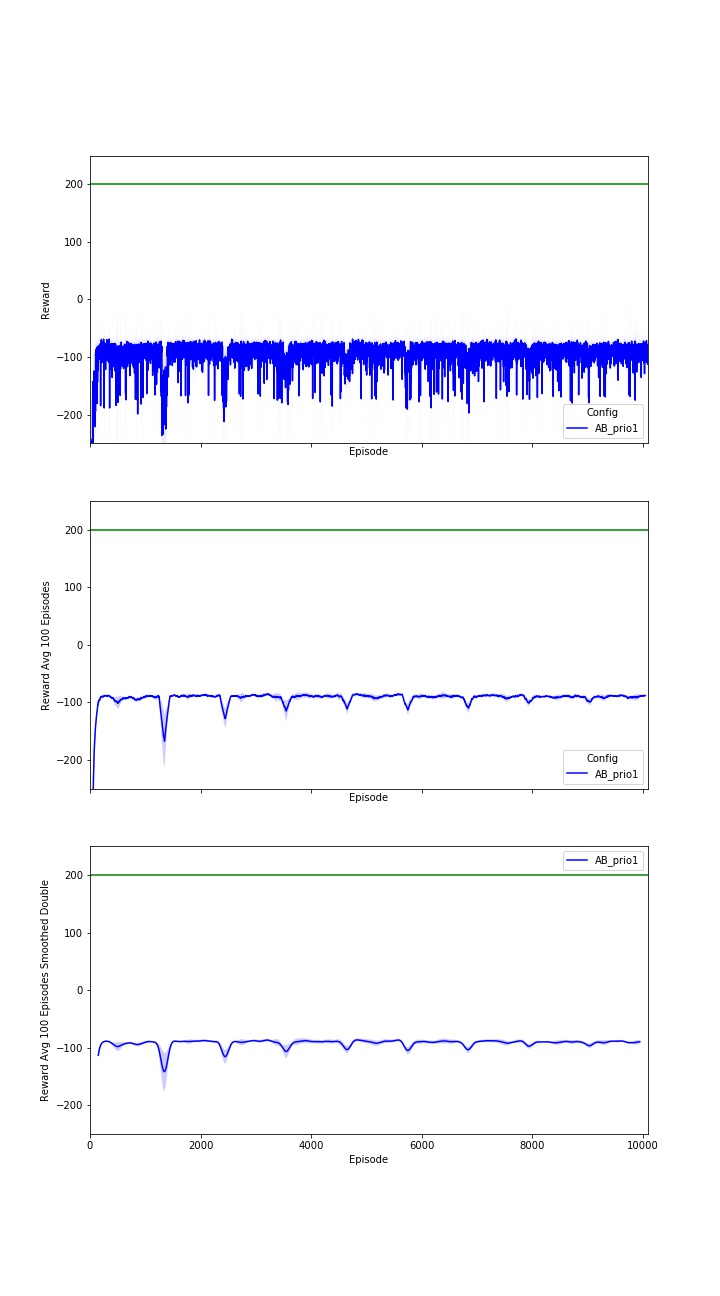 200
100
0
−100
−200
Reward
Episode
Config
AB_prio1
200
100
0
−100
−200
Reward Avg 100 Episodes
Episode
Config
AB_prio1
200
100
0
−100
−200
Reward Avg 100 Episodes Smoothed Double
AB_prio1
0
2000
4000
6000
8000
10000
Episode